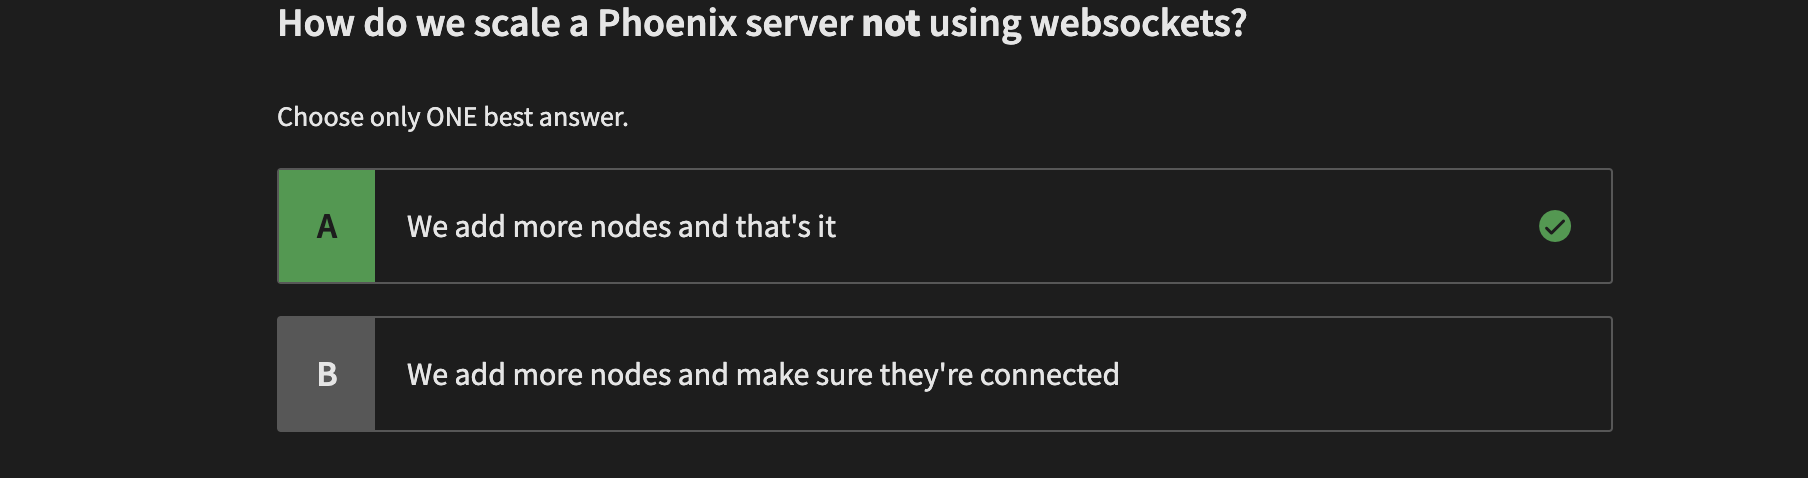 How do we scale a Phoenix server not using websockets?
Choose only ONE best answer.
A
We add more nodes and that's it
B
We add more nodes and make sure they're connected